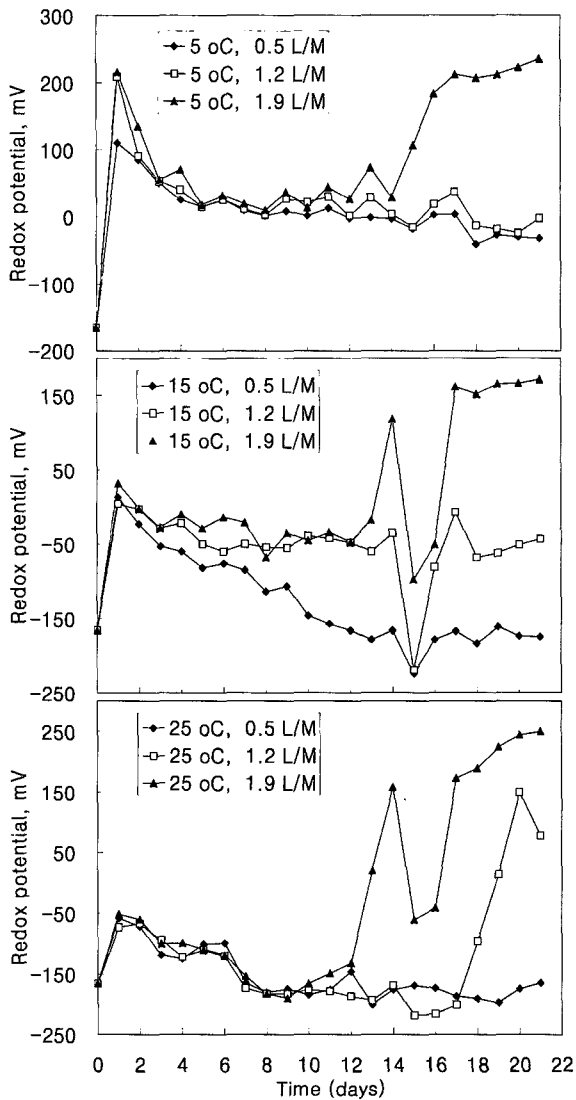 300
200
100
0
-100
-200
Redox potential, mV
5 oC, 0.5 L/M
5 oC, 1.2 L/M
5 oC, 1.9 L/M
150
50
-50
-150
-250
Redox potential, mV
15 oC, 0.5 L/M
15 oC, 1.2 L/M
15 oC, 1.9 L/M
250
150
50
-50
-150
-250
Redox potential, mV
25 oC, 0.5 L/M
25 oC, 1.2 L/M
25 oC, 1.9 L/M
0 2 4 6 8 10 12 14 16 18 20 22
Time (days)